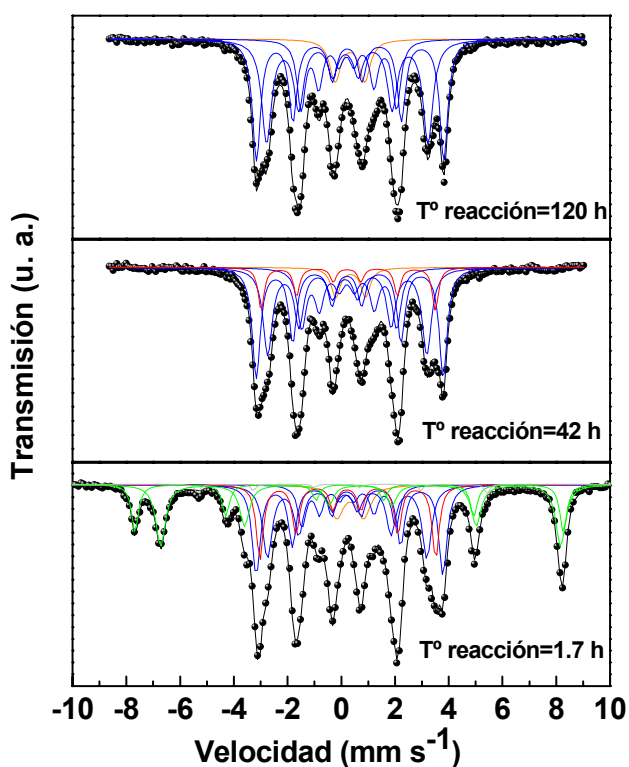 Transmisión (u. a.)
Tº reacción=120 h
Tº reacción=42 h
Tº reacción=1.7 h
-10 -8 -6 -4 -2 0 2 4 6 8 10
Velocidad (mm s-1)